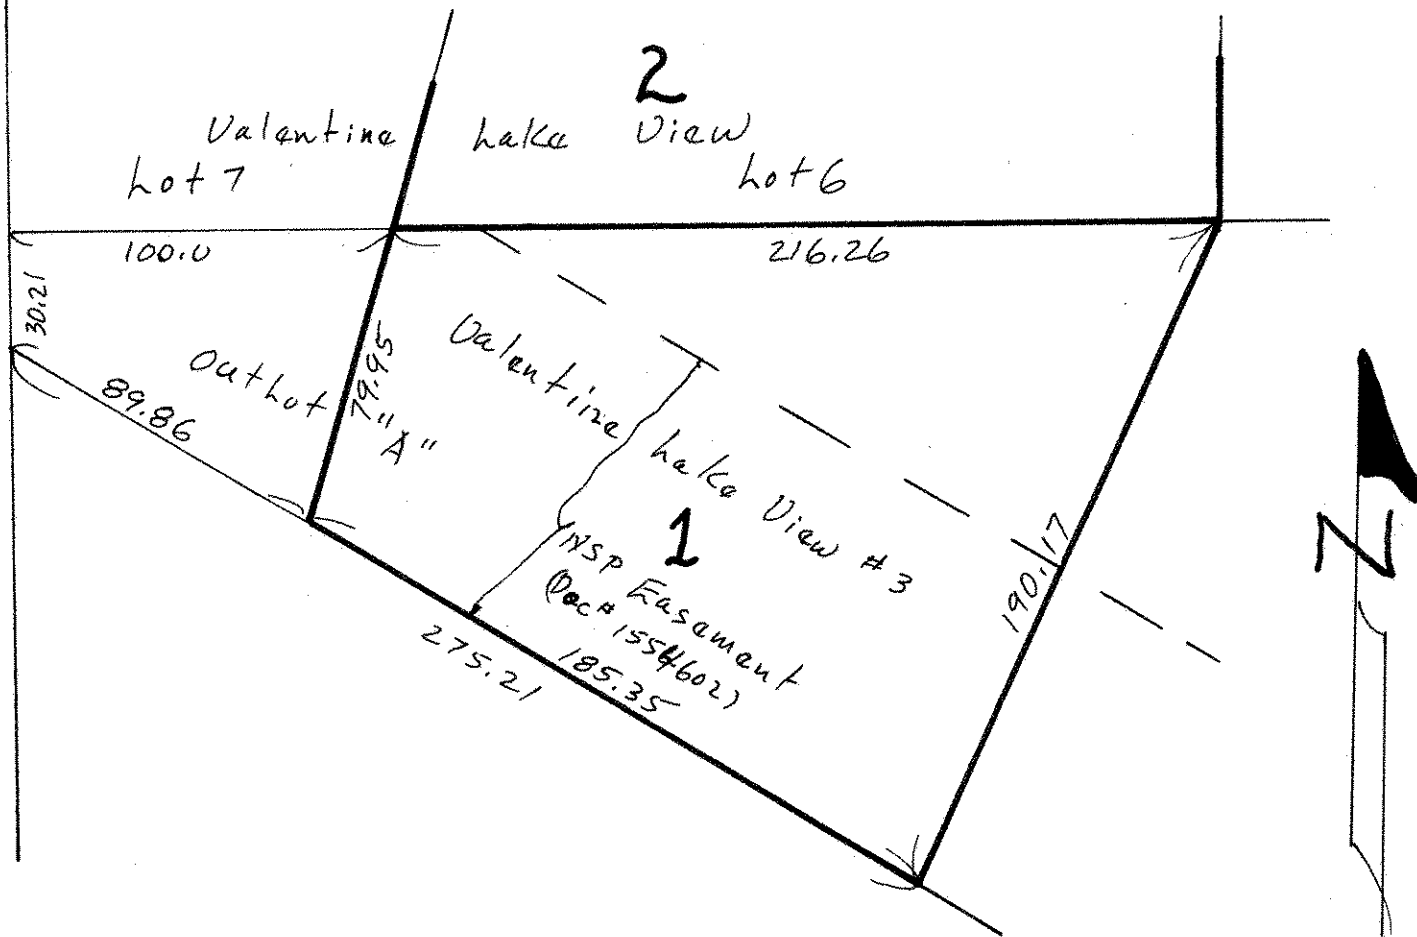 2
Valentine Lake View
Lot 7
Lot 6
100.0
216.26
30.21
89.86
Outlot "A"
79.95
Valentine Lake View #3
1
NSP Easement
(Doc# 1554602)
185.35
275.21
190.17
N